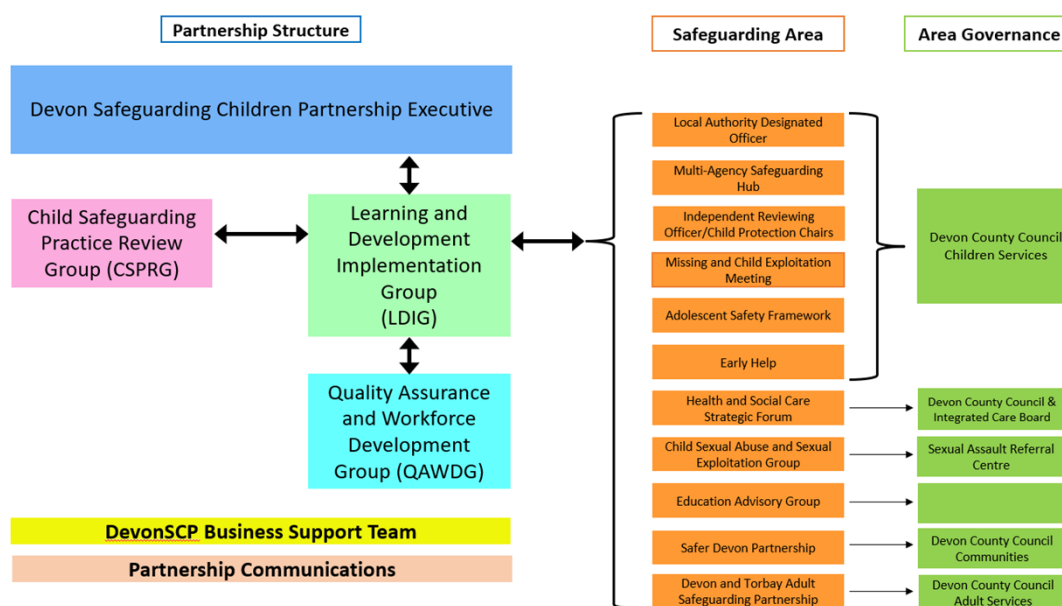 Partnership Structure
Safeguarding Area
Area Governance
Devon Safeguarding Children Partnership Executive
Child Safeguarding
Practice Review
Group (CSPRG)
Learning and
Development
Implementation
Group
(LDIG)
Quality Assurance
and Workforce
Development
Group (QAWDG)
DevonSCP Business Support Team
Partnership Communications
Local Authority Designated
Officer
Multi-Agency Safeguarding
Hub
Independent Reviewing
Officer/Child Protection Chairs
Missing and Child Exploitation
Meeting
Adolescent Safety Framework
Early Help
Health and Social Care
Strategic Forum
Child Sexual Abuse and Sexual
Exploitation Group
Education Advisory Group
Safer Devon Partnership
Devon and Torbay Adult
Safeguarding Partnership
Devon County Council
Children Services
Devon County Council &
Integrated Care Board
Sexual Assault Referral
Centre
Devon County Council
Communities
Devon County Council
Adult Services